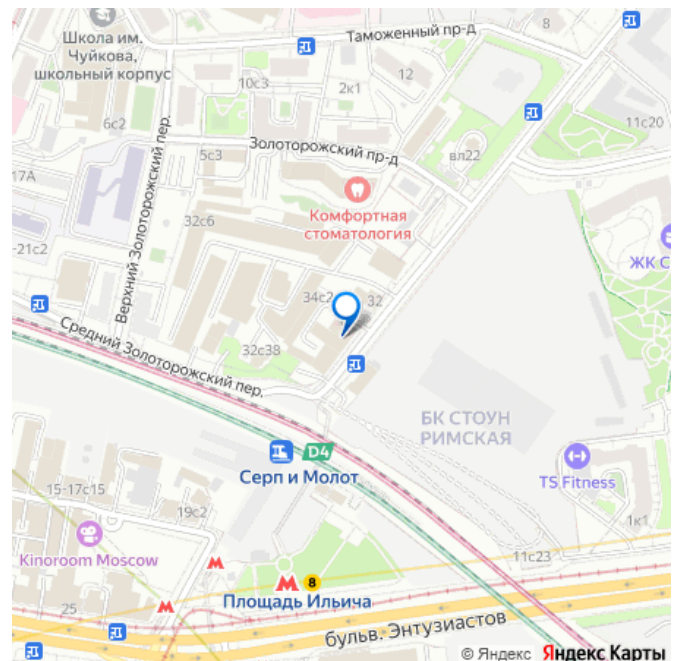 Школа им.
Чуйкова,
школьный корпус
Таможенный пр-д
12
10с3
2к1
11с20
6с2
Золоторожский пр-д
5с3
вл22
17А
Верхний Золоторожский пер.
Комфортная
стоматология
32с6
-21с2
ЖК С
34с2
32
Средний Золоторожский пер.
32с38
БК СТОУН
РИМСКАЯ
D4
Серп и Молот
TS Fitness
15-17с15
19с2
1к1
Kinoroom Moscow
11с23
М
М 8
Площадь Ильича
М
25
бульв. Энтузиастов
© Яндекс Яндекс Карты